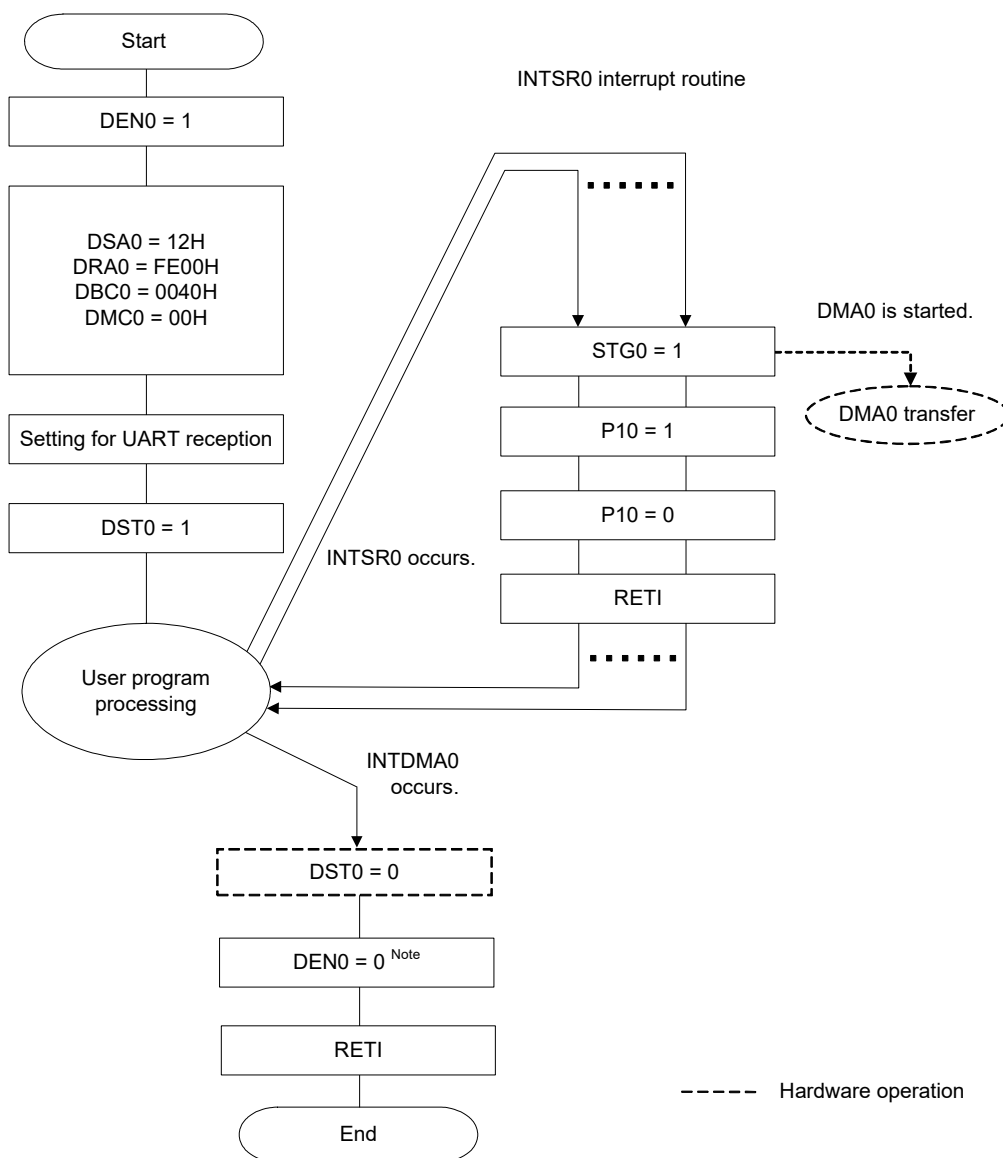 Start
DEN0 = 1
DSA0 = 12H
DRA0 = FE00H
DBC0 = 0040H
DMC0 = 00H
Setting for UART reception
DST0 = 1
User program
processing
INTSR0 interrupt routine
INTSR0 occurs.
STG0 = 1
DMA0 is started.
DMA0 transfer
P10 = 1
P10 = 0
RETI
INTDMA0
occurs.
DST0 = 0
DEN0 = 0 Note
RETI
End
Hardware operation